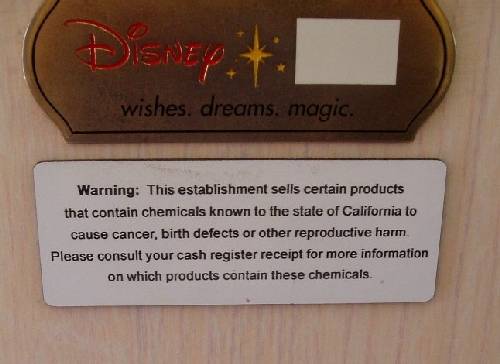 Disney
wishes. dreams. magic.
Warning: This establishment sells certain products
that contain chemicals known to the state of California to
cause cancer, birth defects or other reproductive harm.
Please consult your cash register receipt for more information
on which products contain these chemicals.